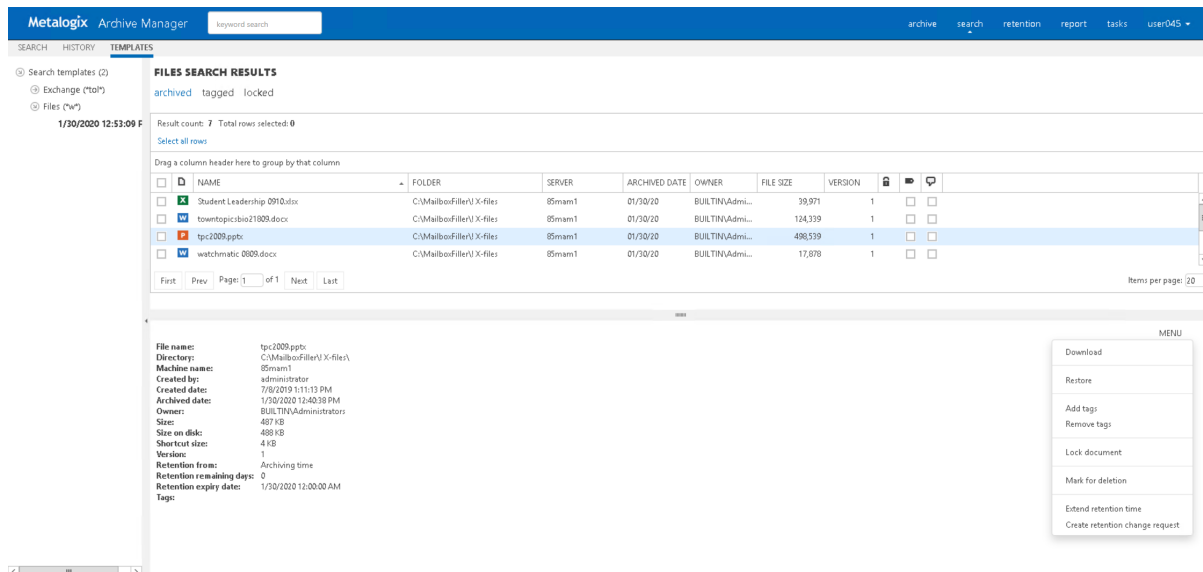 Metalogix Archive Manager keyword search archive search retention report tasks user045
SEARCH HISTORY TEMPLATES
Search templates (2)
Exchange (*tol*)
Files (*w*)
1/30/2020 12:53:09 P
FILES SEARCH RESULTS
archived tagged locked
Result count: 7 Total rows selected: 0
Select all rows
Drag a column header here to group by that column
NAME FOLDER SERVER ARCHIVED DATE OWNER FILE SIZE VERSION
Student Leadership 0910.xlsx C:\MailboxFiller\! X-files 85mam1 01/30/20 BUILTIN\Admi... 39,971 1
towntopicsbio21809.docx C:\MailboxFiller\! X-files 85mam1 01/30/20 BUILTIN\Admi... 124,339 1
tpc2009.pptx C:\MailboxFiller\! X-files 85mam1 01/30/20 BUILTIN\Admi... 498,539 1
watchmatic 0809.docx C:\MailboxFiller\! X-files 85mam1 01/30/20 BUILTIN\Admi... 17,878 1
First Prev Page: 1 of 1 Next Last Items per page: 20
MENU
File name: tpc2009.pptx
Directory: C:\MailboxFiller\! X-files\
Machine name: 85mam1
Created by: administrator
Created date: 7/8/2019 1:11:13 PM
Archived date: 1/30/2020 12:40:38 PM
Owner: BUILTIN\Administrators
Size: 487 KB
Size on disk: 488 KB
Shortcut size: 4 KB
Version: 1
Retention from: Archiving time
Retention remaining days: 0
Retention expiry date: 1/30/2020 12:00:00 AM
Tags:
Download
Restore
Add tags
Remove tags
Lock document
Mark for deletion
Extend retention time
Create retention change request